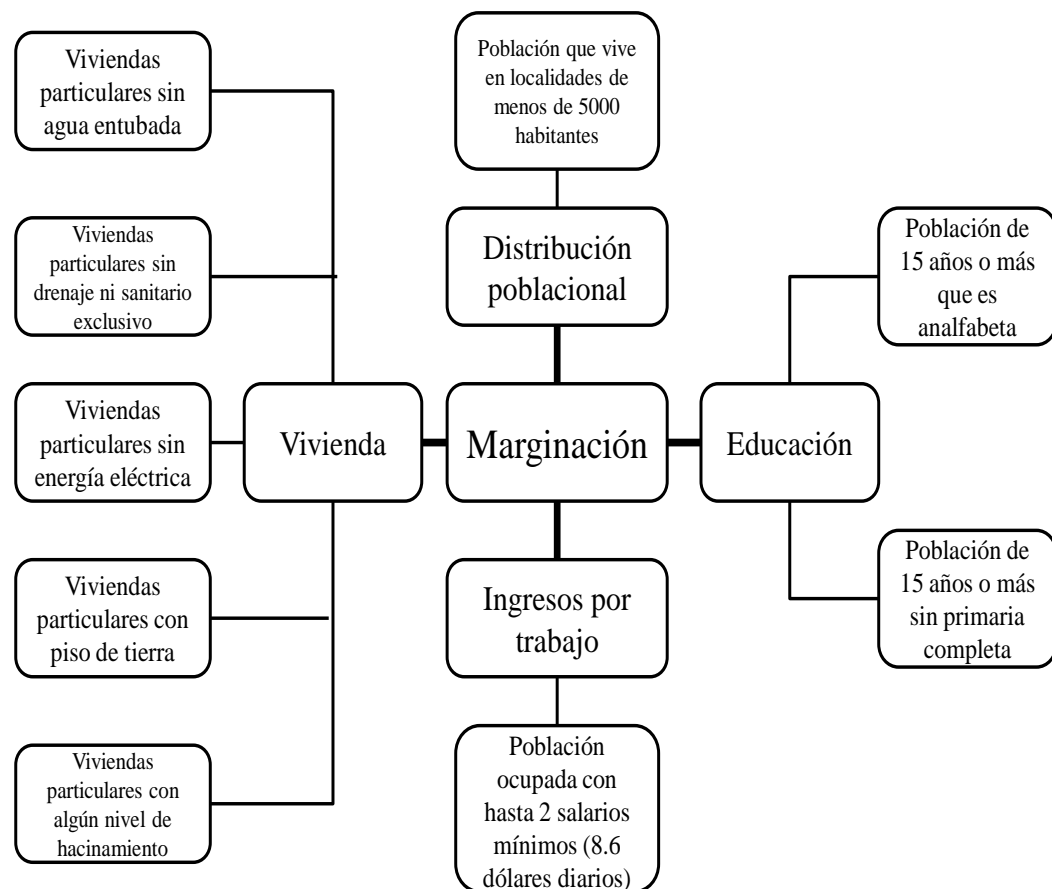 Viviendas
particulares sin
agua entubada
Población que vive
en localidades de
menos de 5000
habitantes
Viviendas
particulares sin
drenaje ni sanitario
exclusivo
Distribución
poblacional
Población de
15 años o más
que es
analfabeta
Viviendas
particulares sin
energía eléctrica
Vivienda
Marginación
Educación
Viviendas
particulares con
piso de tierra
Ingresos por
trabajo
Población de
15 años o más
sin primaria
completa
Viviendas
particulares con
algún nivel de
hacinamiento
Población
ocupada con
hasta 2 salarios
mínimos (8.6
dólares diarios)